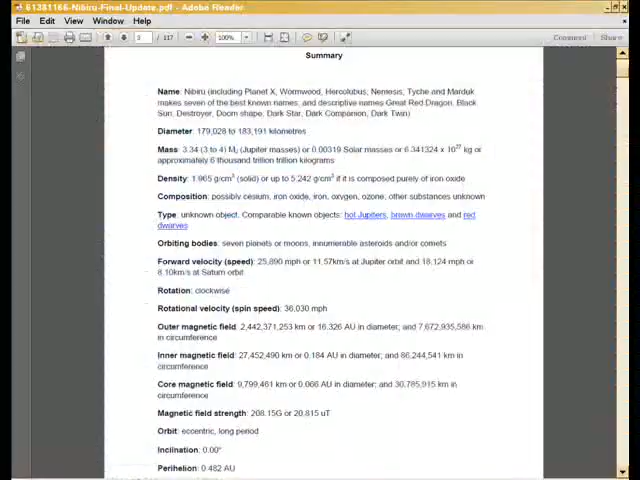 61381166-Nibiru-Final-Update.pdf - Adobe Reader
File Edit View Window Help
3 / 117 100% Comment Share
Summary
Name: Nibiru (including Planet X, Wormwood, Hercolubus, Nemesis, Tyche and Marduk
makes seven of the best known names, and descriptive names Great Red Dragon, Black
Sun, Destroyer, Doom shape, Dark Star, Dark Companion, Dark Twin)
Diameter: 179,028 to 183,191 kilometres
Mass: 3.34 (3 to 4) MJ (Jupiter masses) or 0.00319 Solar masses or 6.341324 x 10²⁷ kg or
approximately 6 thousand trillion trillion kilograms
Density: 1.965 g/cm³ (solid) or up to 5.242 g/cm³ if it is composed purely of iron oxide
Composition: possibly cesium, iron oxide, iron, oxygen, ozone, other substances unknown
Type: unknown object. Comparable known objects: hot Jupiters, brown dwarves and red
dwarves
Orbiting bodies: seven planets or moons, innumerable asteroids and/or comets
Forward velocity (speed): 25,890 mph or 11.57km/s at Jupiter orbit and 18,124 mph or
8.10km/s at Saturn orbit
Rotation: clockwise
Rotational velocity (spin speed): 36,030 mph
Outer magnetic field: 2,442,371,253 km or 16.326 AU in diameter; and 7,672,935,586 km
in circumference
Inner magnetic field: 27,452,490 km or 0.184 AU in diameter; and 86,244,541 km in
circumference
Core magnetic field: 9,799,461 km or 0.066 AU in diameter; and 30,785,915 km in
circumference
Magnetic field strength: 208.15G or 20,815 uT
Orbit: eccentric, long period
Inclination: 0.00°
Perihelion: 0.482 AU